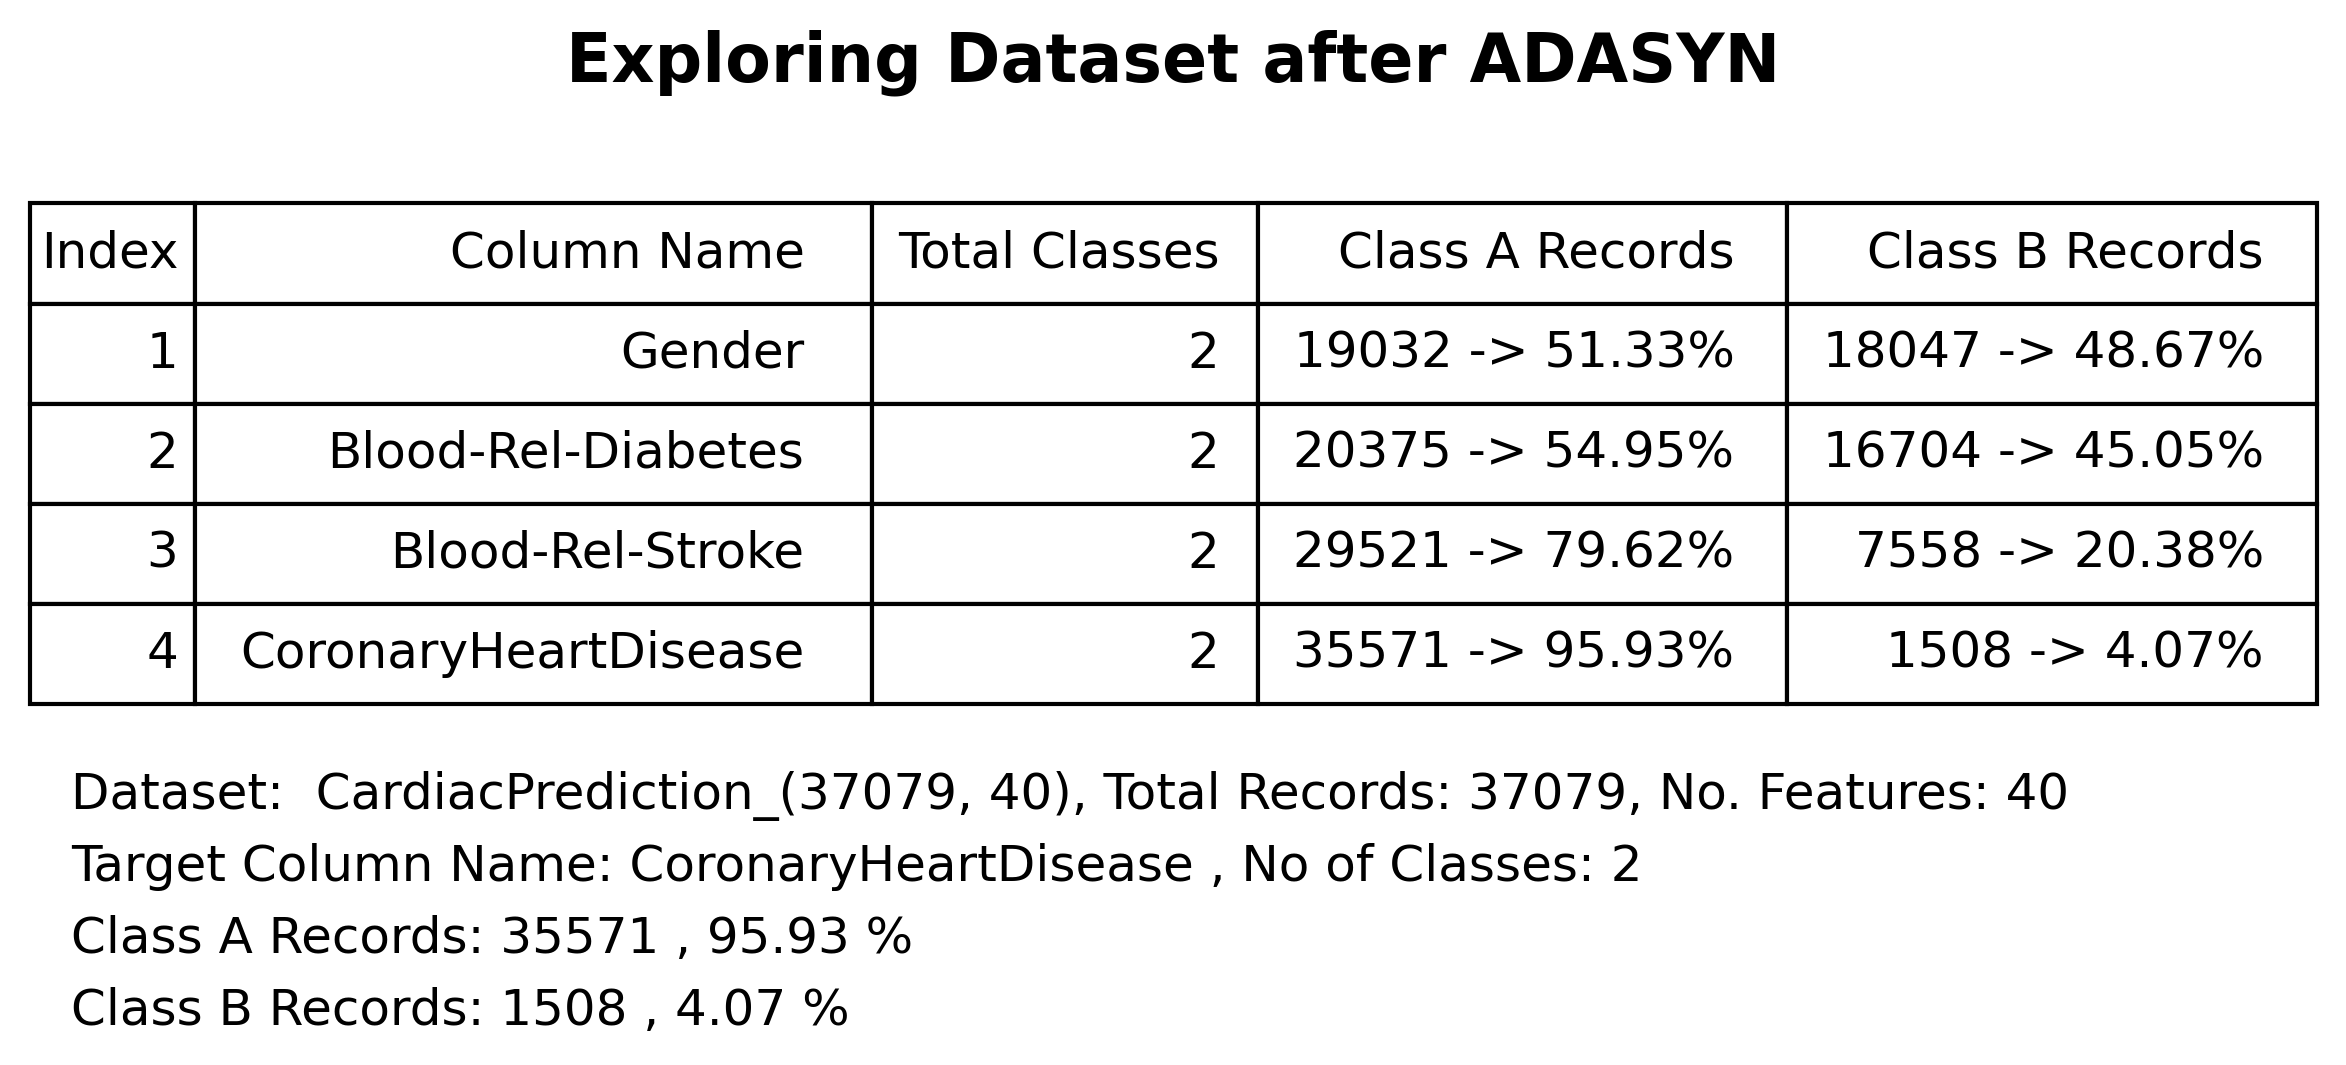 Exploring Dataset after ADASYN
Index Column Name Total Classes Class A Records Class B Records
1 Gender 2 19032 -> 51.33% 18047 -> 48.67%
2 Blood-Rel-Diabetes 2 20375 -> 54.95% 16704 -> 45.05%
3 Blood-Rel-Stroke 2 29521 -> 79.62% 7558 -> 20.38%
4 CoronaryHeartDisease 2 35571 -> 95.93% 1508 -> 4.07%
Dataset:  CardiacPrediction_(37079, 40), Total Records: 37079, No. Features: 40
Target Column Name: CoronaryHeartDisease , No of Classes: 2
Class A Records: 35571 , 95.93 %
Class B Records: 1508 , 4.07 %